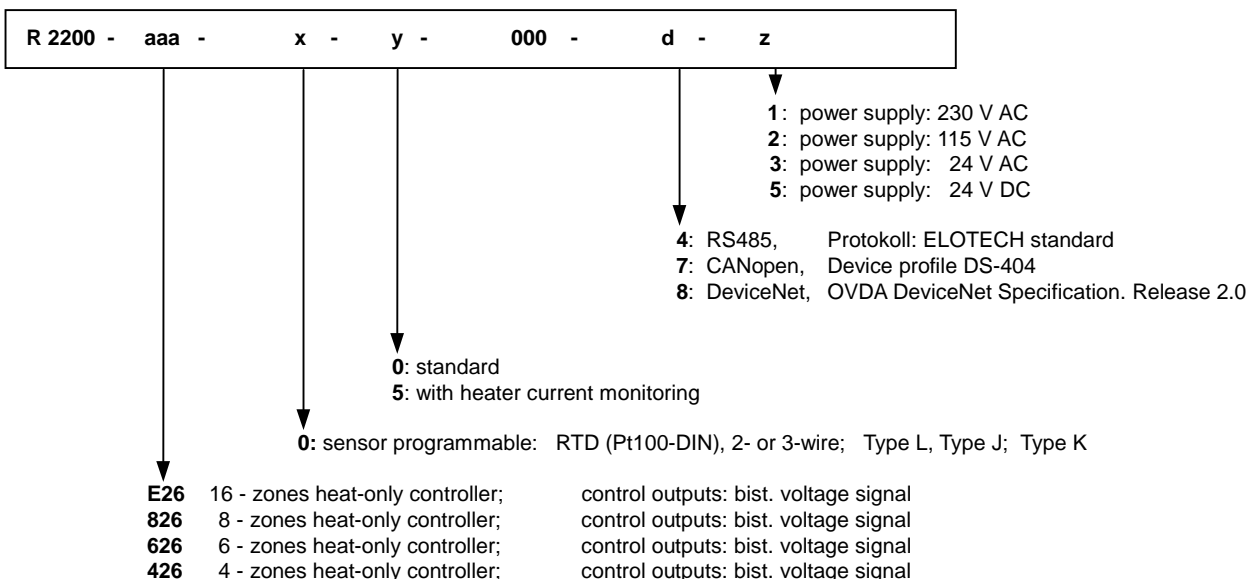 R 2200 - aaa - x - y - 000 - d - z
1: power supply: 230 V AC
2: power supply: 115 V AC
3: power supply: 24 V AC
5: power supply: 24 V DC
4: RS485, Protokoll: ELOTECH standard
7: CANopen, Device profile DS-404
8: DeviceNet, OVDA DeviceNet Specification. Release 2.0
0: standard
5: with heater current monitoring
0: sensor programmable: RTD (Pt100-DIN), 2- or 3-wire; Type L, Type J; Type K
E26 16 - zones heat-only controller; control outputs: bist. voltage signal
826 8 - zones heat-only controller; control outputs: bist. voltage signal
626 6 - zones heat-only controller; control outputs: bist. voltage signal
426 4 - zones heat-only controller; control outputs: bist. voltage signal